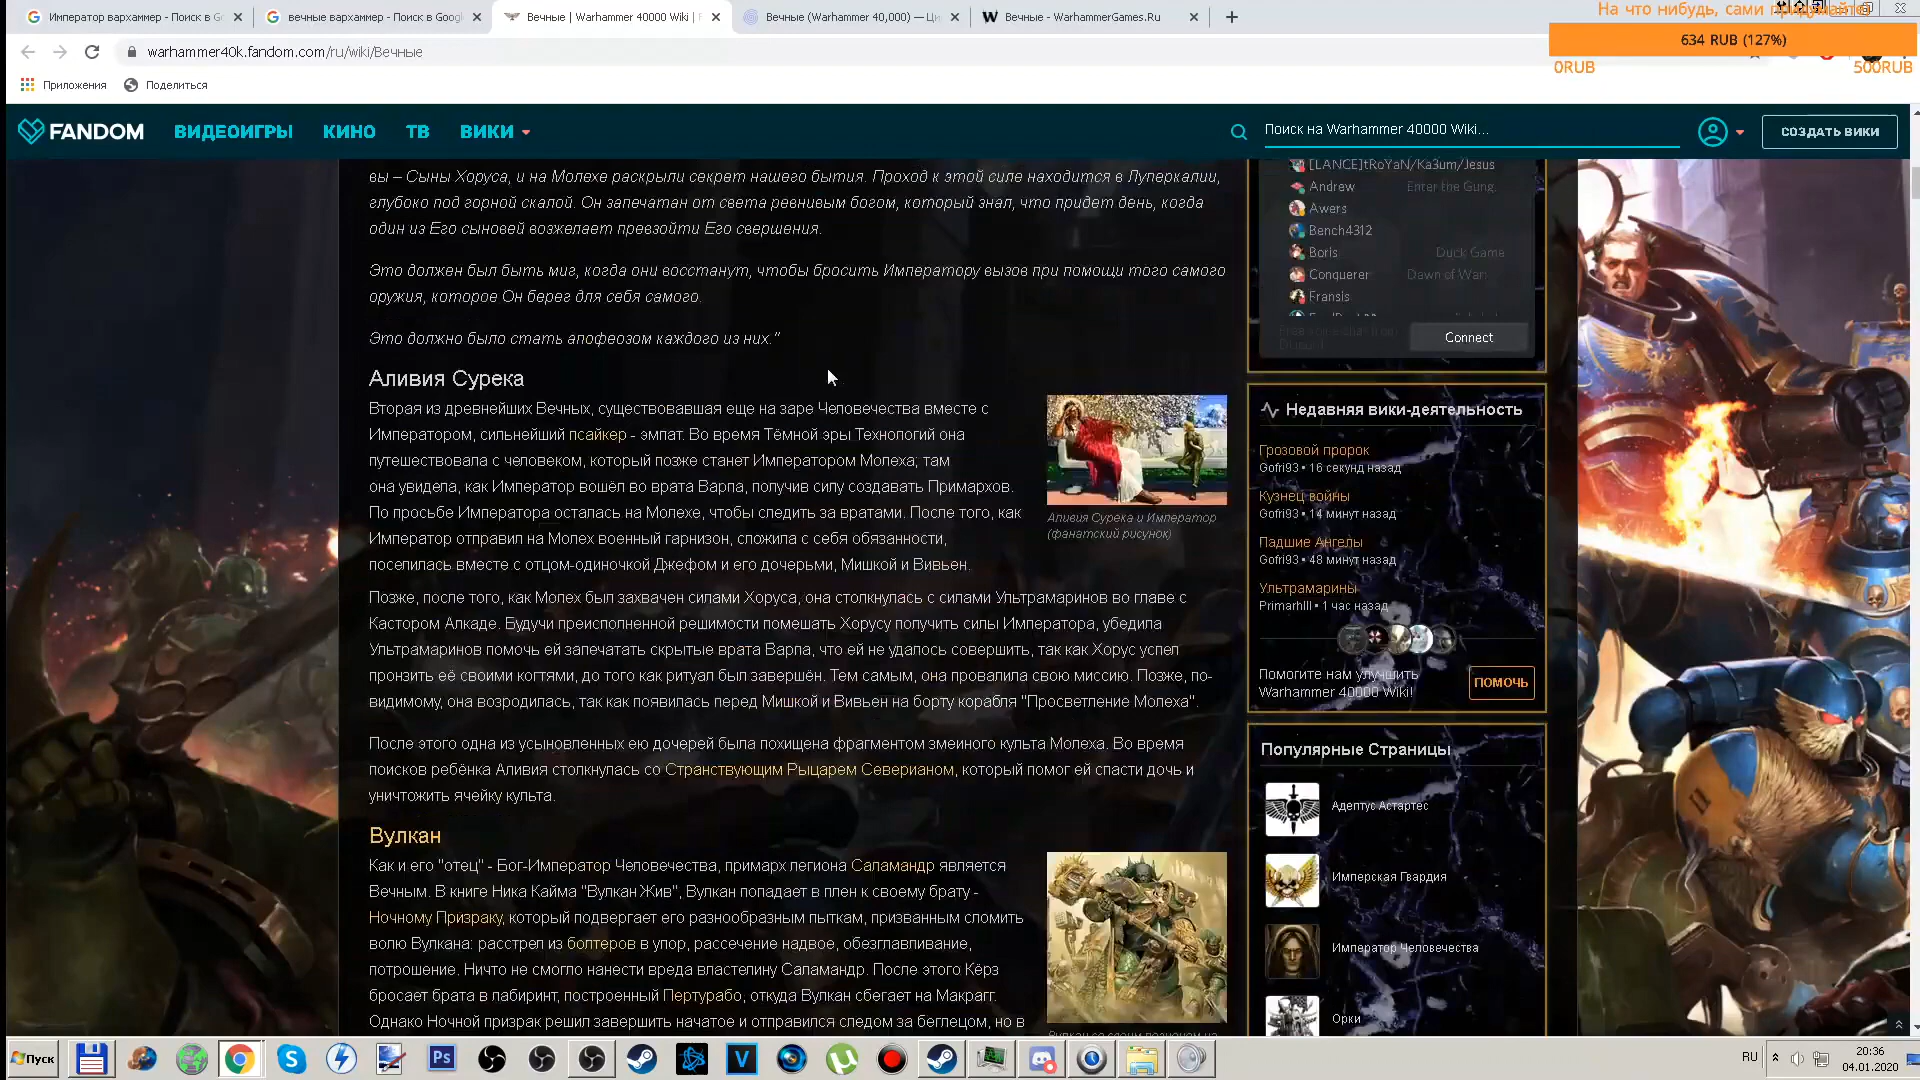 Император вархаммер - Поиск в G
вечные вархаммер - Поиск в Googl
Вечные | Warhammer 40000 Wiki | F
Вечные (Warhammer 40,000) — Ци
Вечные - WarhammerGames.Ru
На что нибудь, сами придумайте
634 RUB (127%)
0RUB
500RUB
warhammer40k.fandom.com/ru/wiki/Вечные
Приложения
Поделиться
FANDOM
ВИДЕОИГРЫ
КИНО
ТВ
ВИКИ
Поиск на Warhammer 40000 Wiki...
СОЗДАТЬ ВИКИ
вы – Сыны Хоруса, и на Молехе раскрыли секрет нашего бытия. Проход к этой силе находится в Луперкалии,
глубоко под горной скалой. Он запечатан от света ревнивым богом, который знал, что придет день, когда
один из Его сыновей возжелает превзойти Его свершения.
Это должен был быть миг, когда они восстанут, чтобы бросить Императору вызов при помощи того самого
оружия, которое Он берег для себя самого.
Это должно было стать апофеозом каждого из них."
Аливия Сурека
Вторая из древнейших Вечных, существовавшая еще на заре Человечества вместе с
Императором, сильнейший псайкер - эмпат. Во время Тёмной эры Технологий она
путешествовала с человеком, который позже станет Императором Молеха; там
она увидела, как Император вошёл во врата Варпа, получив силу создавать Примархов.
По просьбе Императора осталась на Молехе, чтобы следить за вратами. После того, как
Император отправил на Молех военный гарнизон, сложила с себя обязанности,
поселилась вместе с отцом-одиночкой Джефом и его дочерьми, Мишкой и Вивьен.
Аливия Сурека и Император
(фанатский рисунок)
Позже, после того, как Молех был захвачен силами Хоруса, она столкнулась с силами Ультрамаринов во главе с
Кастором Алкаде. Будучи преисполненной решимости помешать Хорусу получить силы Императора, убедила
Ультрамаринов помочь ей запечатать скрытые врата Варпа, что ей не удалось совершить, так как Хорус успел
пронзить её своими когтями, до того как ритуал был завершён. Тем самым, она провалила свою миссию. Позже, по-
видимому, она возродилась, так как появилась перед Мишкой и Вивьен на борту корабля "Просветление Молеха".
После этого одна из усыновленных ею дочерей была похищена фрагментом змеиного культа Молеха. Во время
поисков ребёнка Аливия столкнулась со Странствующим Рыцарем Северианом, который помог ей спасти дочь и
уничтожить ячейку культа.
Вулкан
Как и его "отец" - Бог-Император Человечества, примарх легиона Саламандр является
Вечным. В книге Ника Кайма "Вулкан Жив", Вулкан попадает в плен к своему брату -
Ночному Призраку, который подвергает его разнообразным пыткам, призванным сломить
волю Вулкана: расстрел из болтеров в упор, рассечение надвое, обезглавливание,
потрошение. Ничто не смогло нанести вреда властелину Саламандр. После этого Кёрз
бросает брата в лабиринт, построенный Пертурабо, откуда Вулкан сбегает на Макрагг.
Однако Ночной призрак решил завершить начатое и отправился следом за беглецом, но в
[LANCE]tRoYaN/Ka3um/Jesus
Andrew
Enter the Gung.
Awers
Bench4312
Boris
Duck Game
Conquerer
Dawn of War:
Fransis
Connect
Недавняя вики-деятельность
Грозовой пророк
Gofri93 • 16 секунд назад
Кузнец войны
Gofri93 • 14 минут назад
Падшие Ангелы
Gofri93 • 48 минут назад
Ультрамарины
Primarhlll • 1 час назад
Помогите нам улучшить
Warhammer 40000 Wiki!
ПОМОЧЬ
Популярные Страницы
Адептус Астартес
Имперская Гвардия
Император Человечества
Орки
Пуск
Ps
V
RU
20:36
04.01.2020